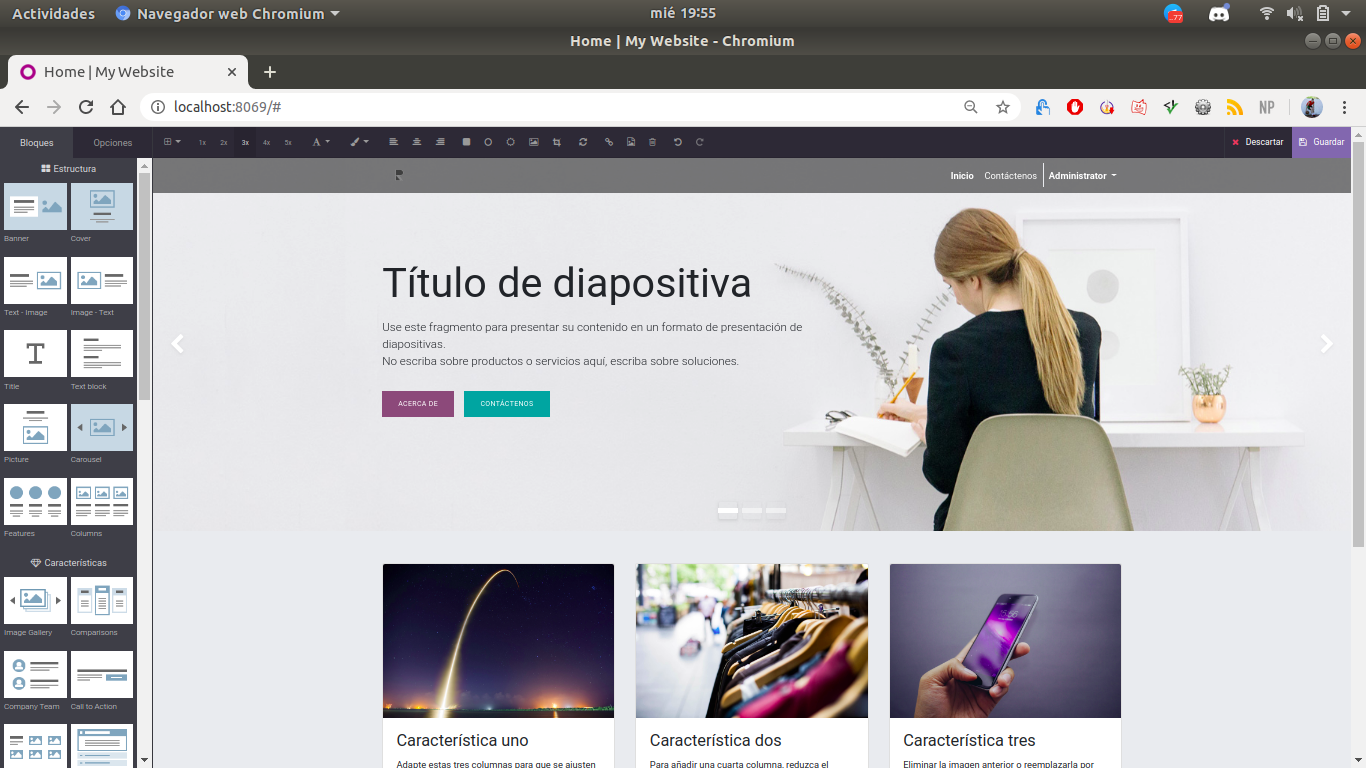 Actividades
Navegador web Chromium
mié 19:55
77
Home | My Website - Chromium
Home | My Website
localhost:8069/#
NP
Bloques
Opciones
1x
2x
3x
4x
5x
A
Descartar
Guardar
Estructura
Banner
Cover
Text - Image
Image - Text
T
Title
Text block
Picture
Carousel
Features
Columns
Características
Image Gallery
Comparisons
Company Team
Call to Action
Inicio
Contáctenos
Administrator
Título de diapositiva
Use este fragmento para presentar su contenido en un formato de presentación de
diapositivas.
No escriba sobre productos o servicios aquí, escriba sobre soluciones.
ACERCA DE
CONTÁCTENOS
Característica uno
Adapte estas tres columnas para que se ajusten
Característica dos
Para añadir una cuarta columna, reduzca el
Característica tres
Eliminar la imagen anterior o reemplazarla por